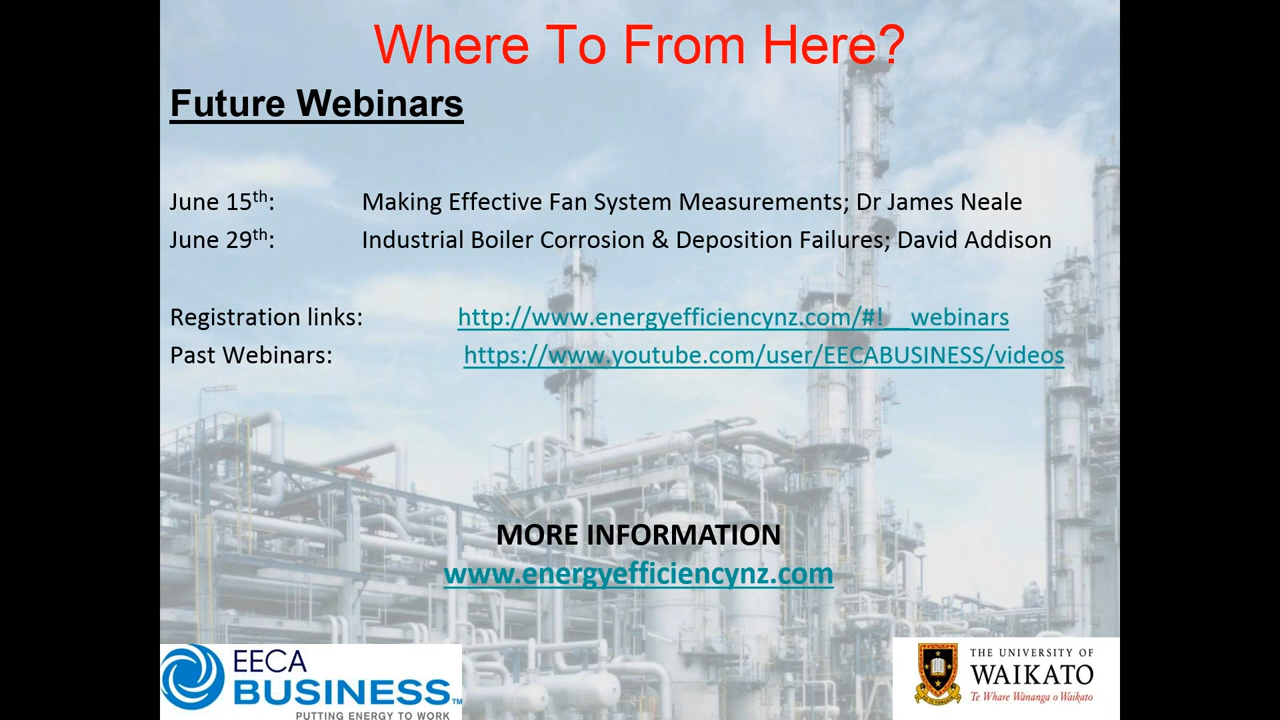 Where To From Here?
Future Webinars
June 15th: Making Effective Fan System Measurements; Dr James Neale
June 29th: Industrial Boiler Corrosion & Deposition Failures; David Addison
Registration links: http://www.energyefficiencynz.com/#!__webinars
Past Webinars: https://www.youtube.com/user/EECABUSINESS/videos
MORE INFORMATION
www.energyefficiencynz.com
EECA
BUSINESS™
PUTTING ENERGY TO WORK
THE UNIVERSITY OF
WAIKATO
Te Whare Wānanga o Waikato